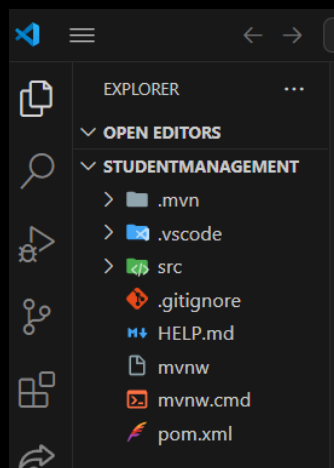 EXPLORER
OPEN EDITORS
STUDENTMANAGEMENT
.mvn
.vscode
src
.gitignore
HELP.md
mvnw
mvnw.cmd
pom.xml